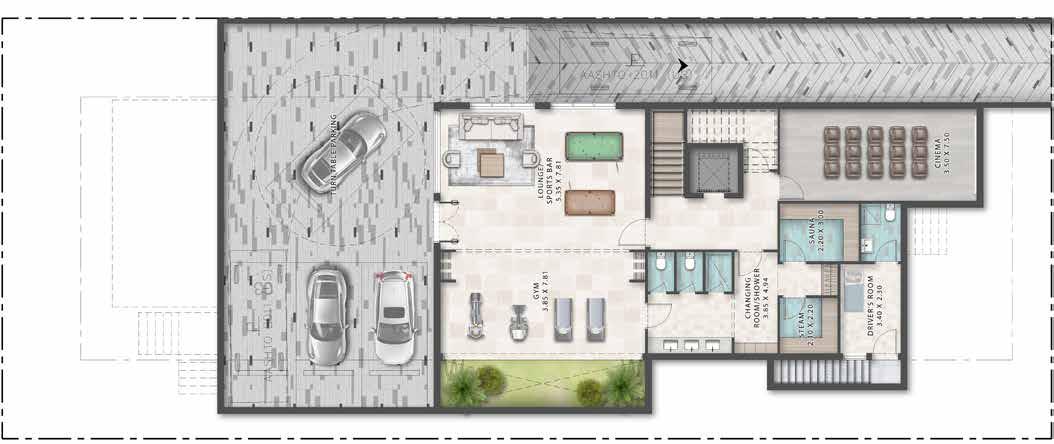 AASHTO 2011 (US)
TURN TABLE PARKING
LOUNGE/
SPORTS BAR
5.35 X 7.81
CINEMA
3.50 X 7.50
SAUNA
2.20 X 3.00
GYM
3.85 X 7.81
CHANGING
ROOM/SHOWER
3.85 X 4.94
STEAM
2.10 X 2.20
DRIVER'S ROOM
3.40 X 2.30